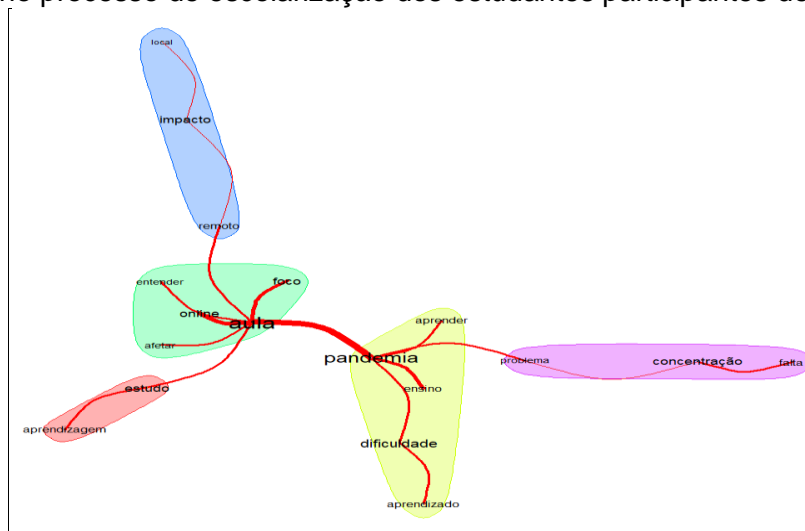 no processo de escolarização dos estudantes participantes de
local
impacto
remoto
entender
foco
online
aula
afetar
aprender
pandemia
problema
concentração
falta
estudo
ensino
aprendizagem
dificuldade
aprendizado